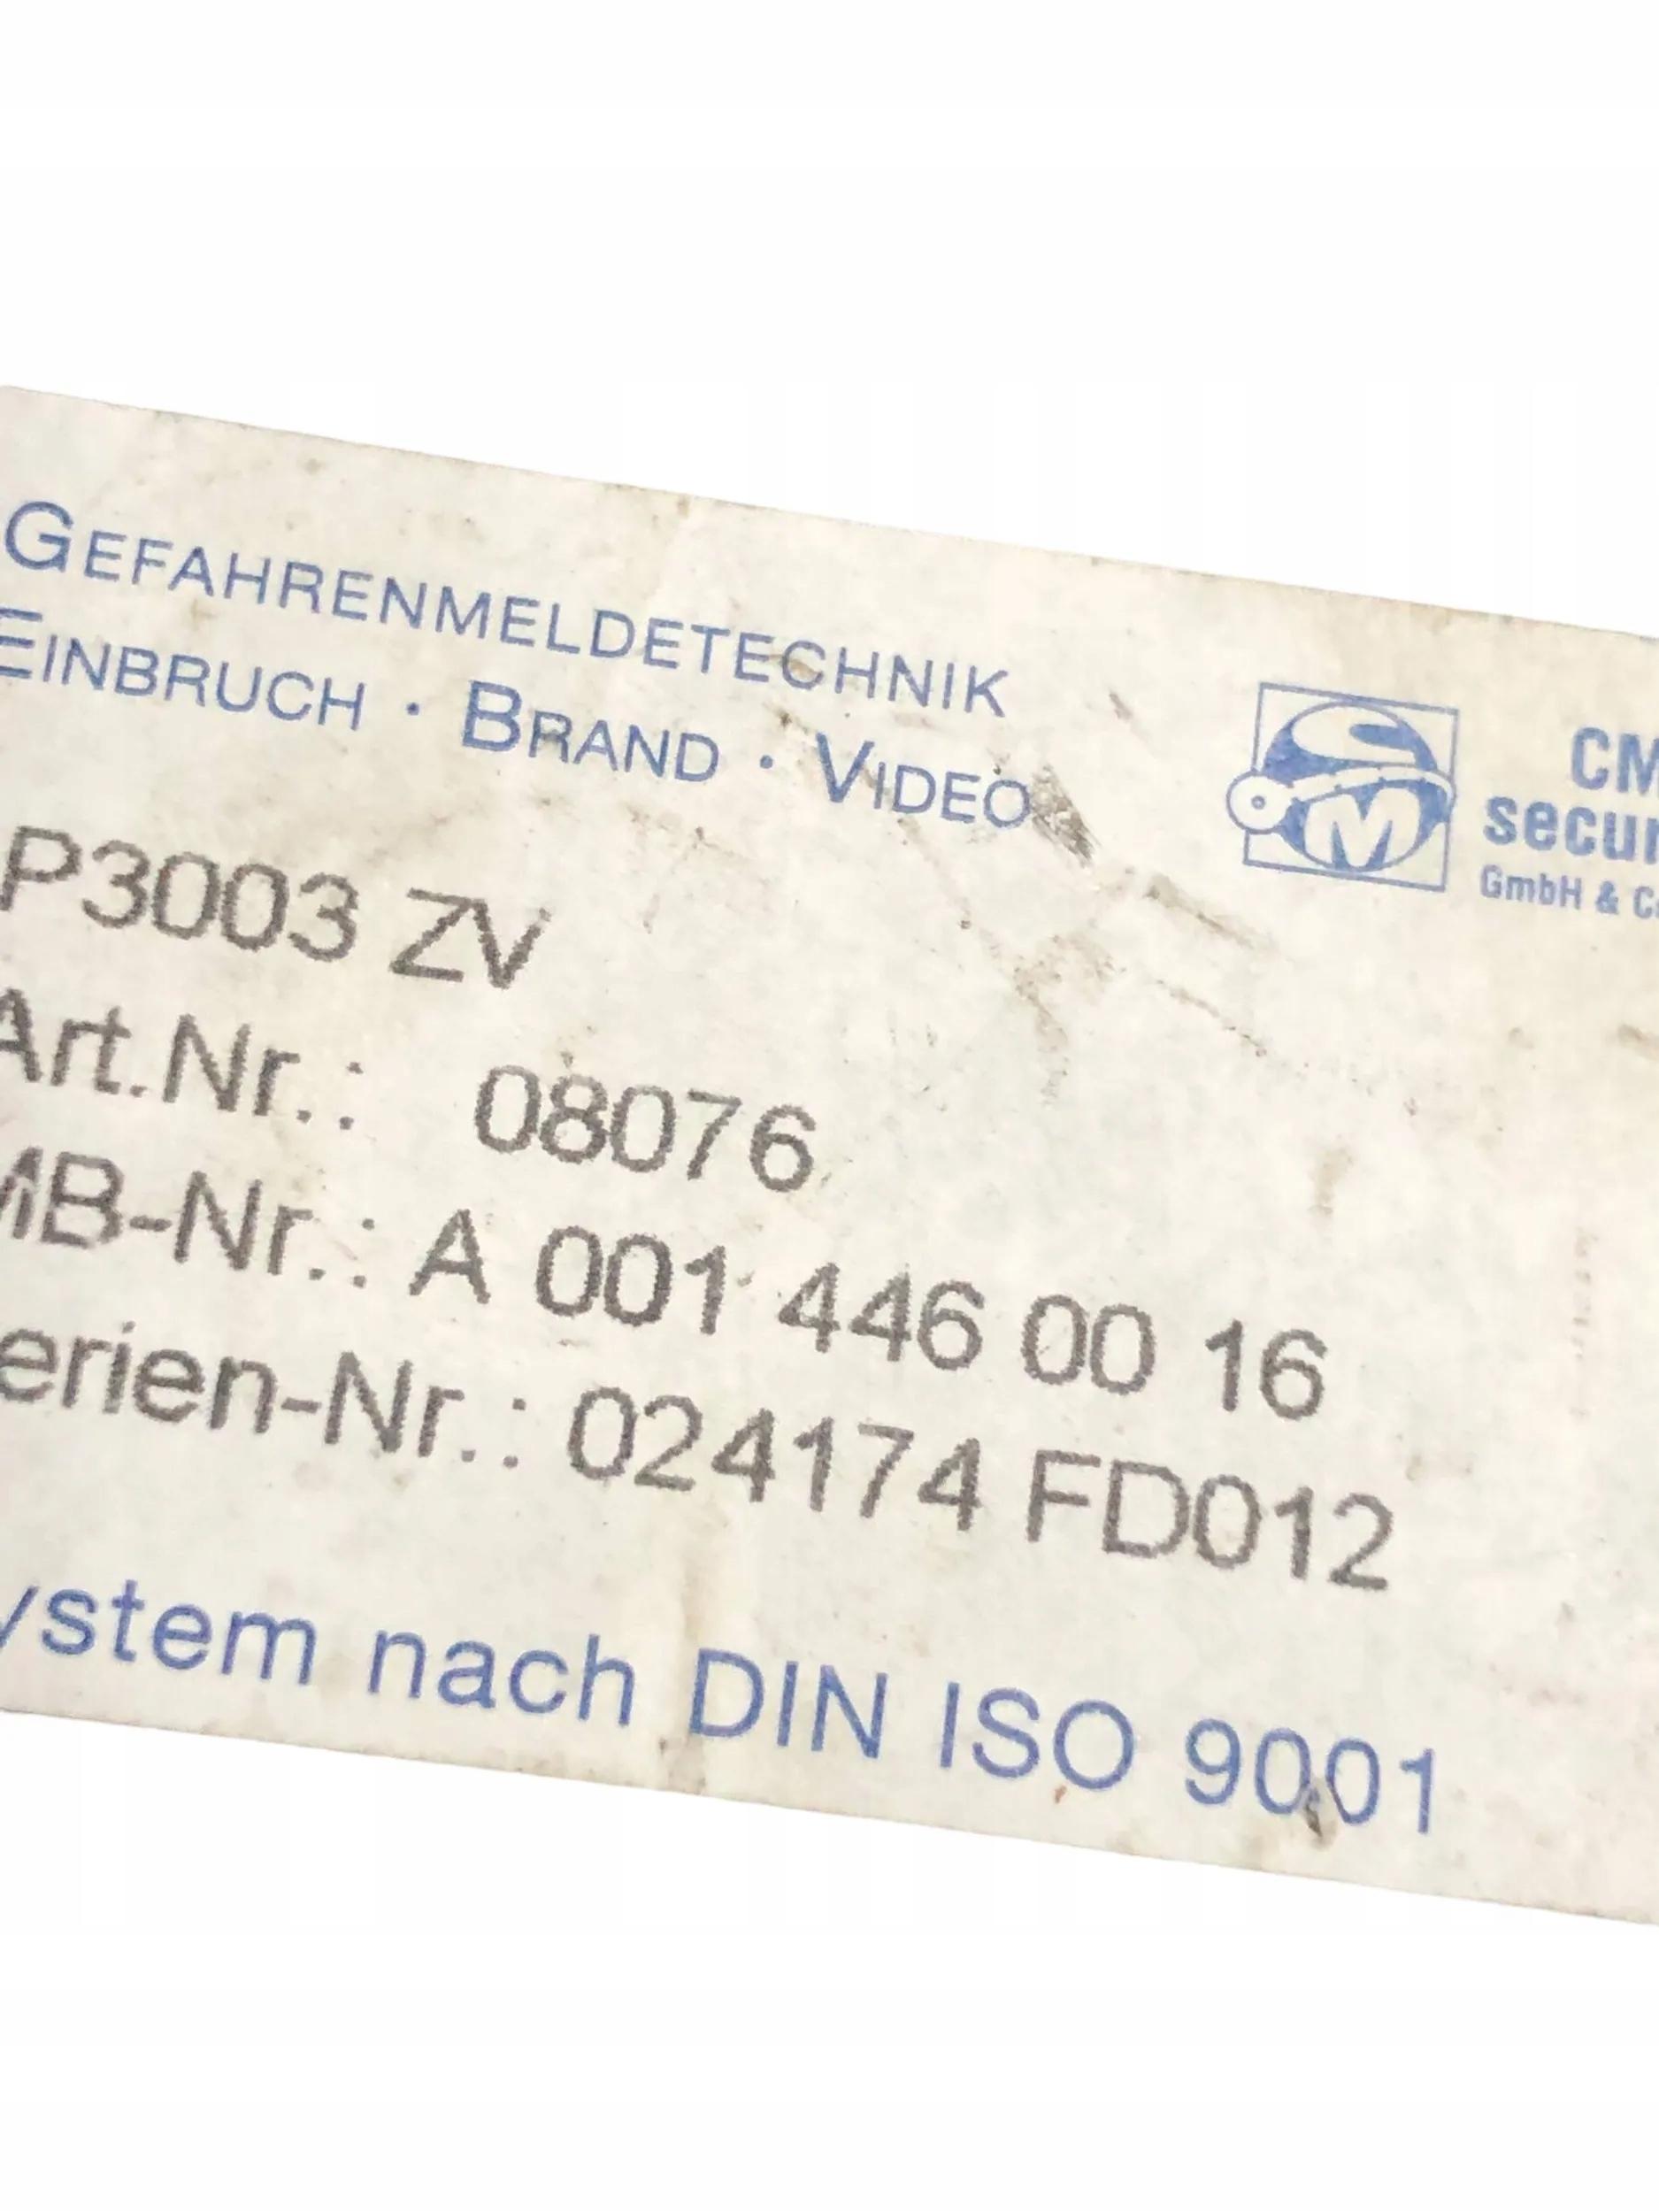 GEFAHRENMELDETECHNIK
EINBRUCH · BRAND · VIDEO
CM
secur
GmbH & Co
P3003 ZV
Art.Nr.: 08076
MB-Nr.: A 001 446 00 16
erien-Nr.: 024174 FD012
ystem nach DIN ISO 9001